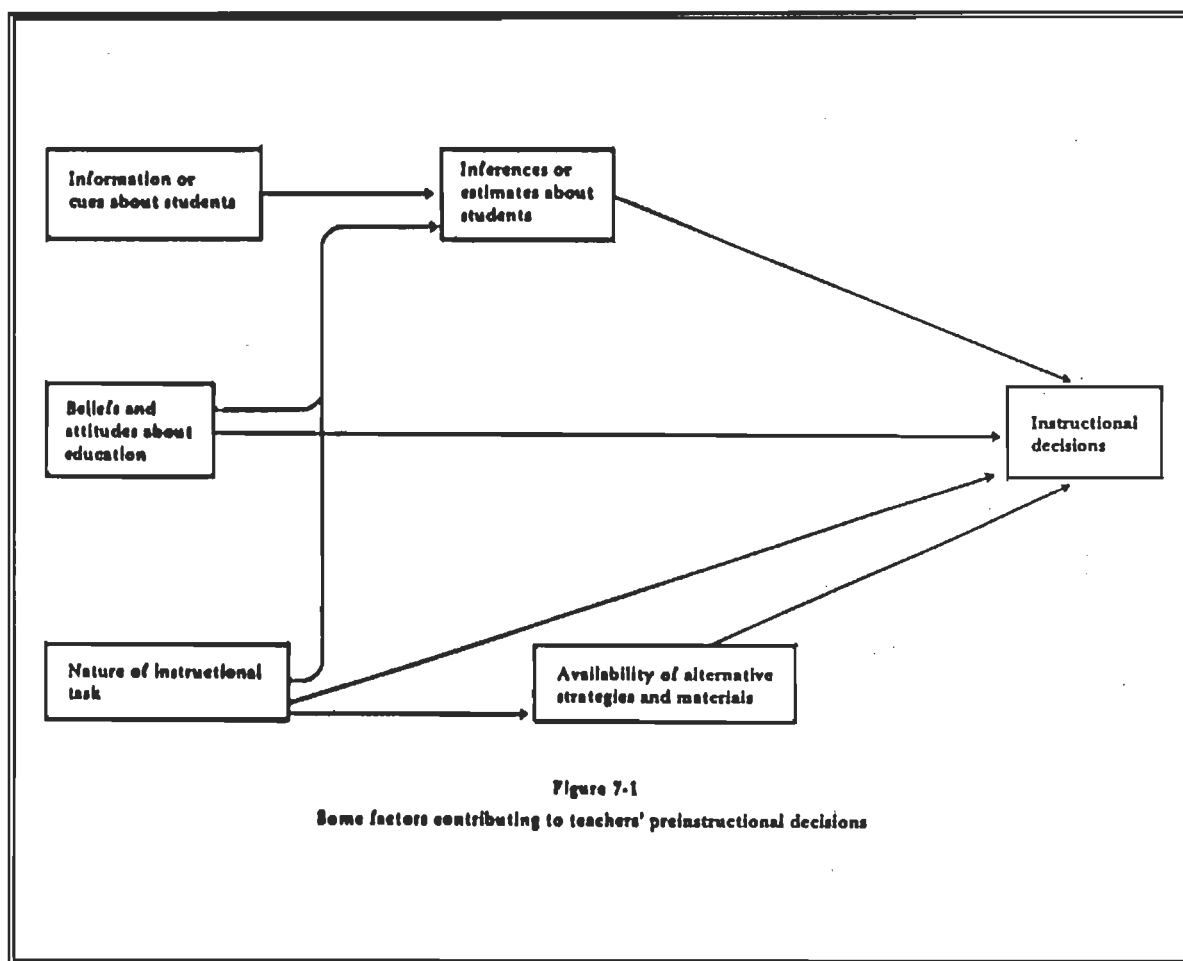 Information or
cues about students
Inferences or
estimates about
students
Beliefs and
attitudes about
education
Instructional
decisions
Nature of instructional
task
Availability of alternative
strategies and materials
Figure 7-1
Some factors contributing to teachers' preinstructional decisions